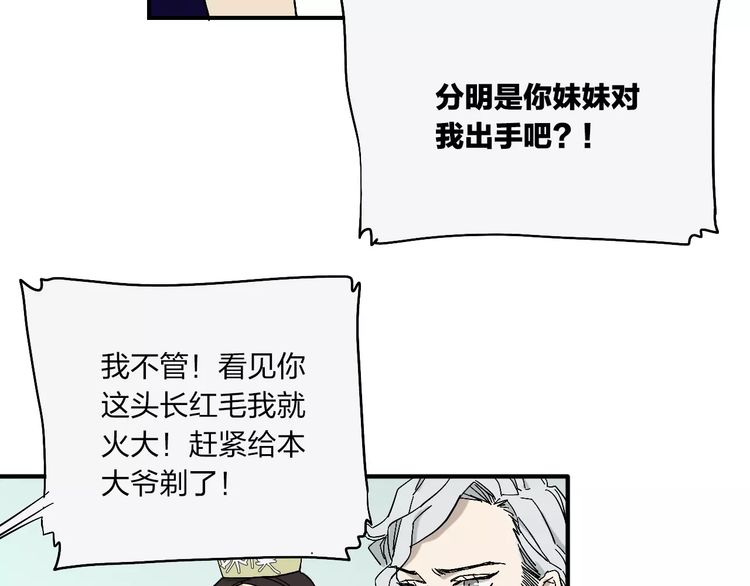 分明是你妹妹对
我出手吧？！
我不管！看见你
这头长红毛我就
火大！赶紧给本
大爷剃了！